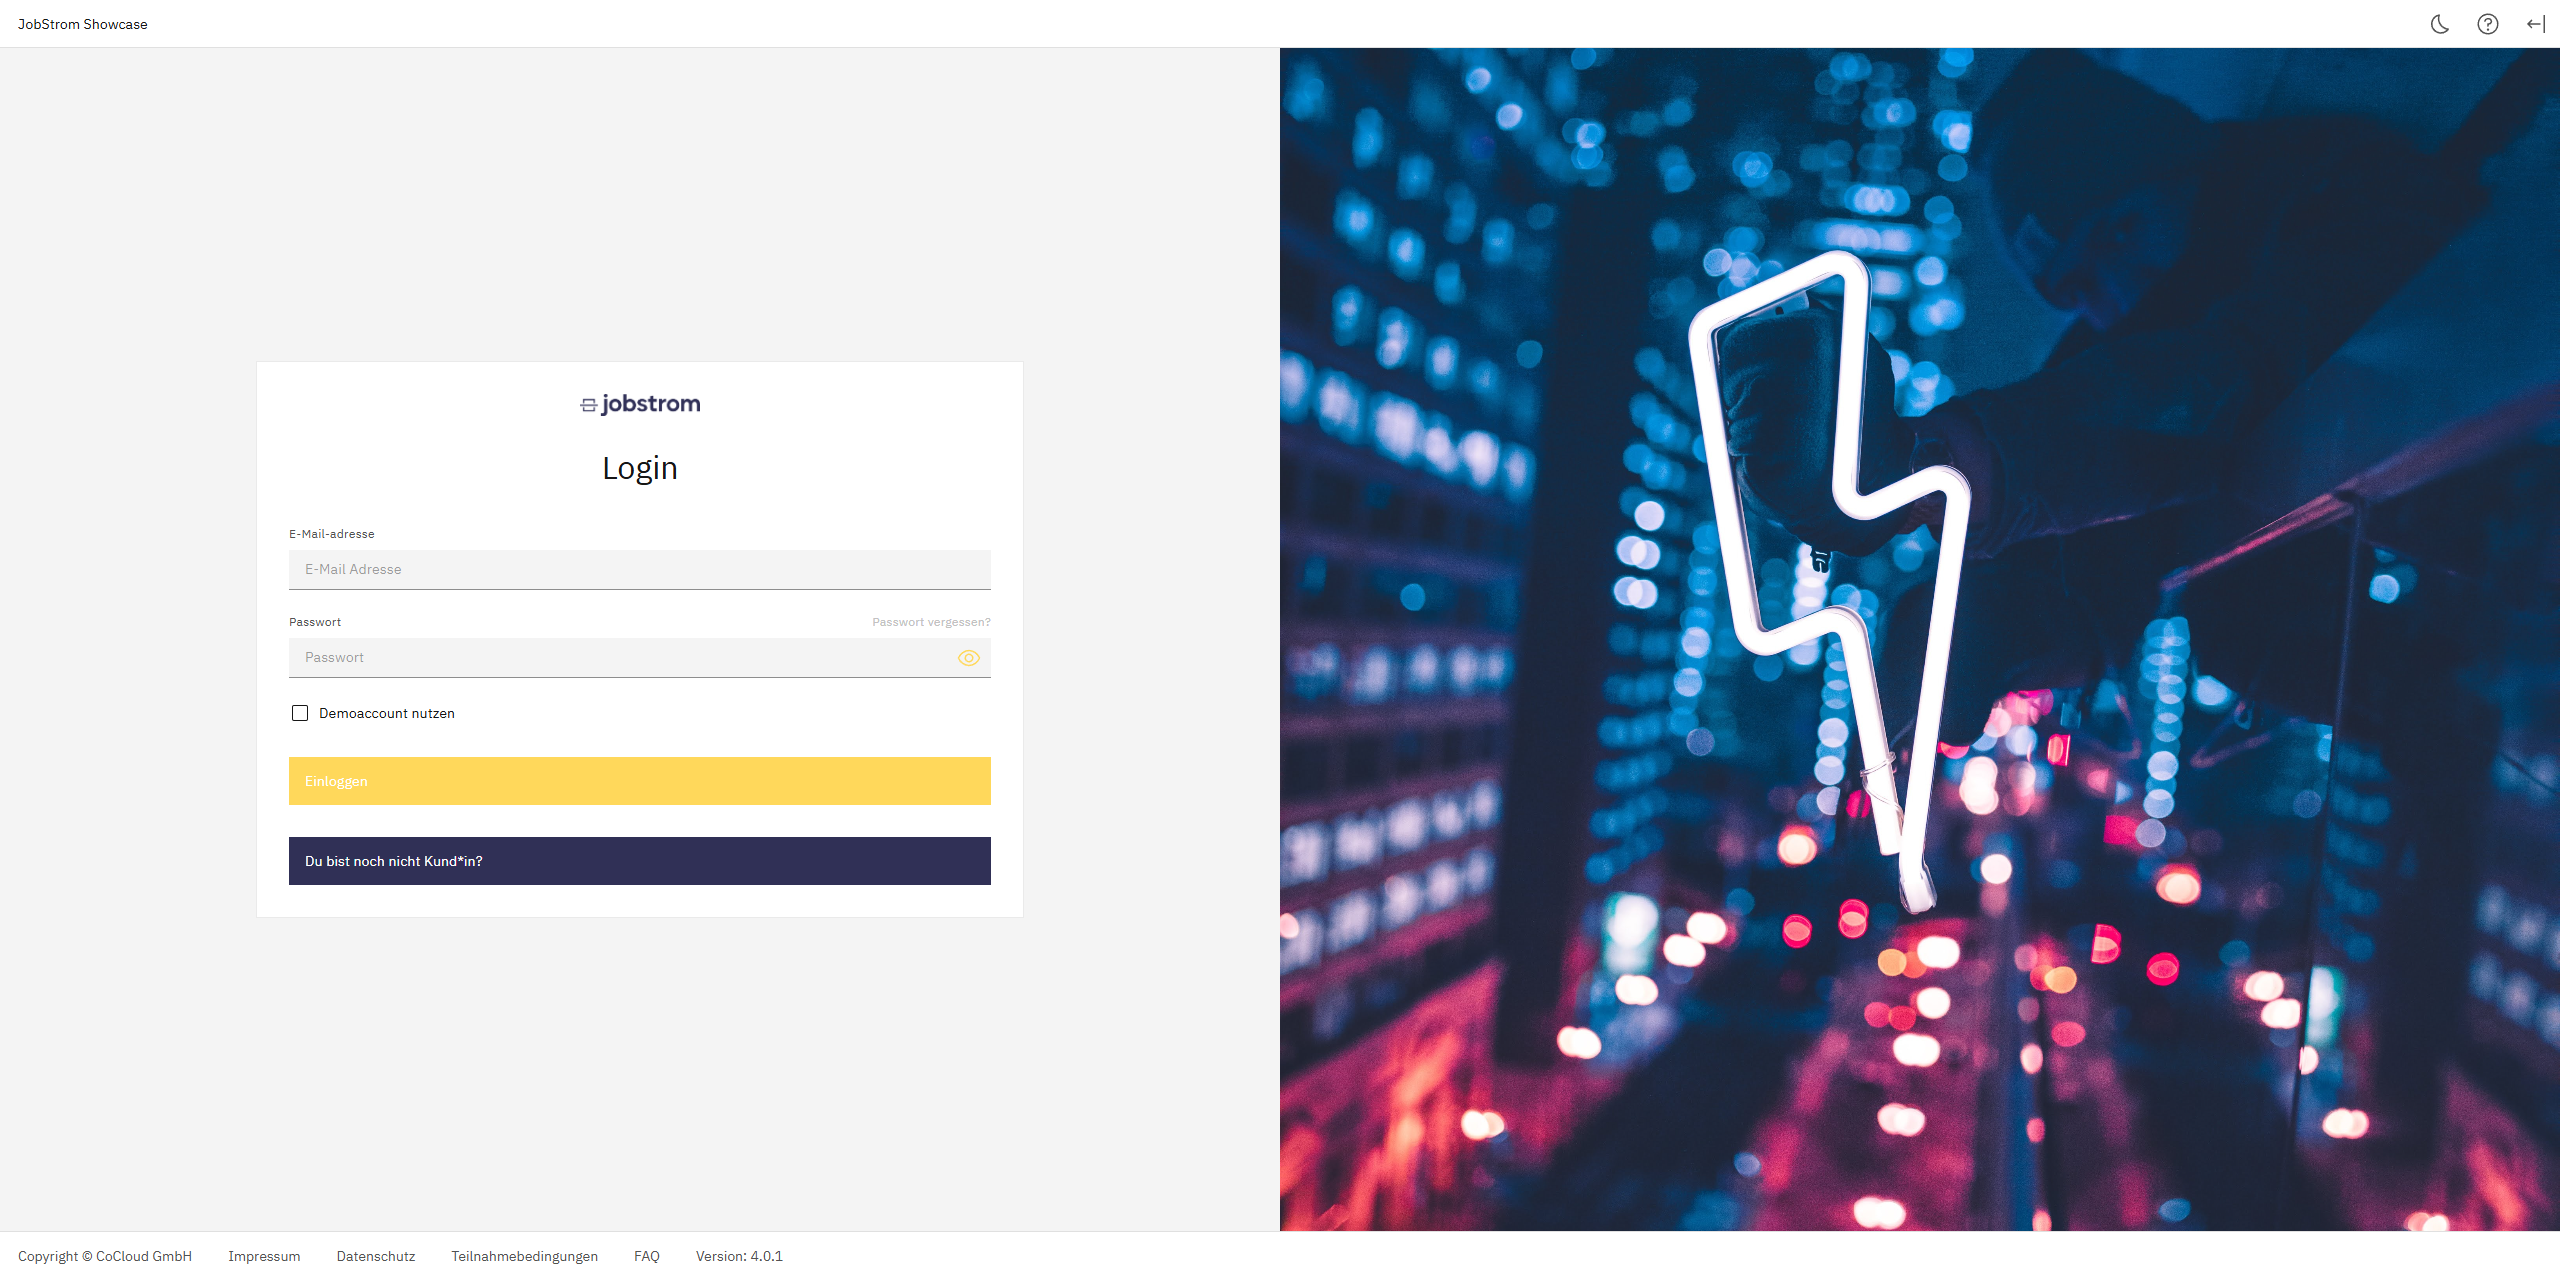 JobStrom Showcase
jobstrom
Login
E-Mail-adresse
E-Mail Adresse
Passwort
Passwort vergessen?
Passwort
Demoaccount nutzen
Einloggen
Du bist noch nicht Kund*in?
Copyright © CoCloud GmbH
Impressum
Datenschutz
Teilnahmebedingungen
FAQ
Version: 4.0.1